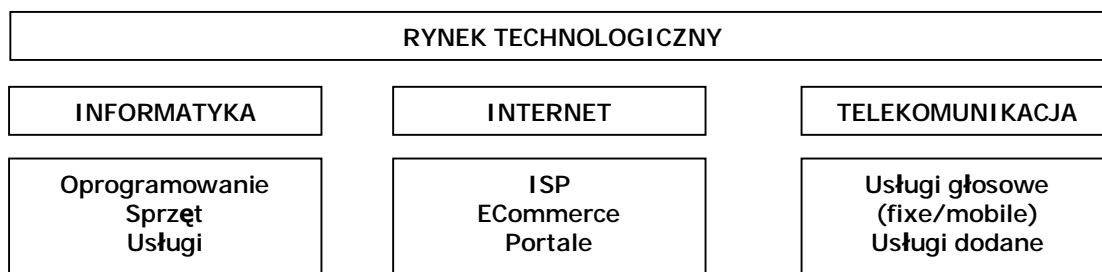 RYNEK TECHNOLOGICZNY
INFORMATYKA
INTERNET
TELEKOMUNIKACJA
Oprogramowanie
Sprzęt
Usługi
ISP
ECommerce
Portale
Usługi głosowe
(fixe/mobile)
Usługi dodane